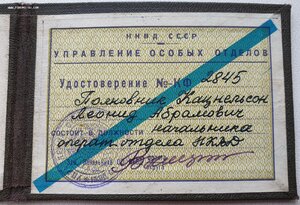 НКВД СССР
УПРАВЛЕНИЕ ОСОБЫХ ОТДЕЛОВ
Удостоверение № КФ 2845
Полковник Кацнельсон
Леонид Абрамович
состоит в должности начальника
операт. отдела НКВД